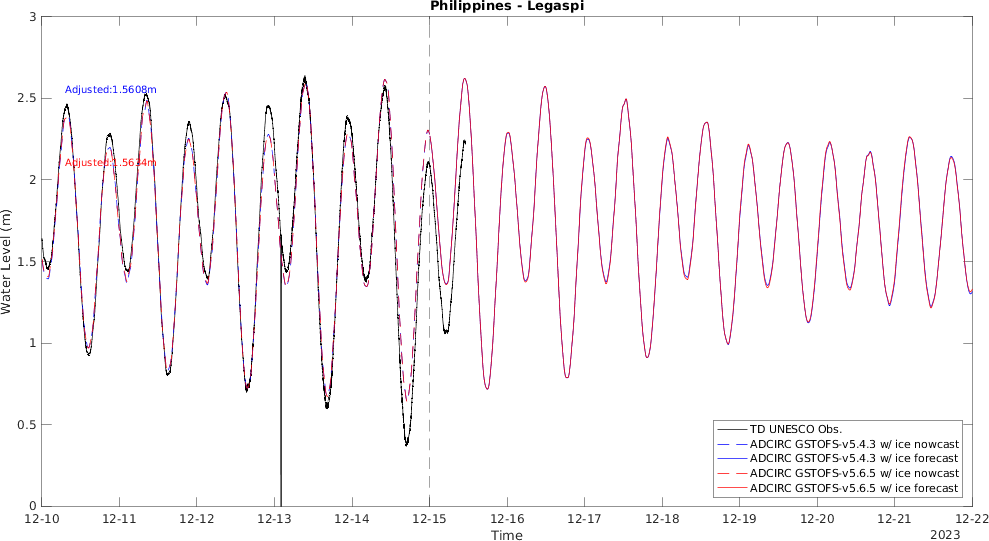 Philippines - Legaspi
Water Level (m)
3
2.5
2
1.5
1
0.5
0
Adjusted:1.5608m
Adjusted:1.5634m
TD UNESCO Obs.
ADCIRC GSTOFS-v5.4.3 w/ ice nowcast
ADCIRC GSTOFS-v5.4.3 w/ ice forecast
ADCIRC GSTOFS-v5.6.5 w/ ice nowcast
ADCIRC GSTOFS-v5.6.5 w/ ice forecast
12-10 12-11 12-12 12-13 12-14 12-15 12-16 12-17 12-18 12-19 12-20 12-21 12-22
Time
2023